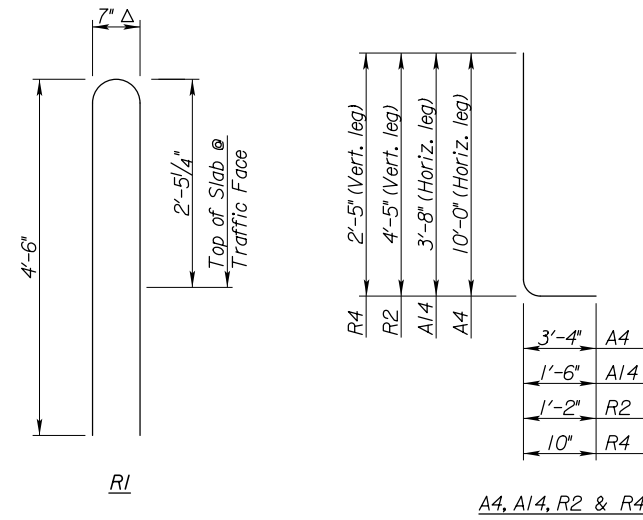 7" Δ
4'-6"
2'-5¼"
Top of Slab @
Traffic Face
R1
2'-5" (Vert. leg)
4'-5" (Vert. leg)
3'-8" (Horiz. leg)
10'-0" (Horiz. leg)
R4
R2
A14
A4
3'-4" A4
1'-6" A14
1'-2" R2
10" R4
A4, A14, R2 & R4